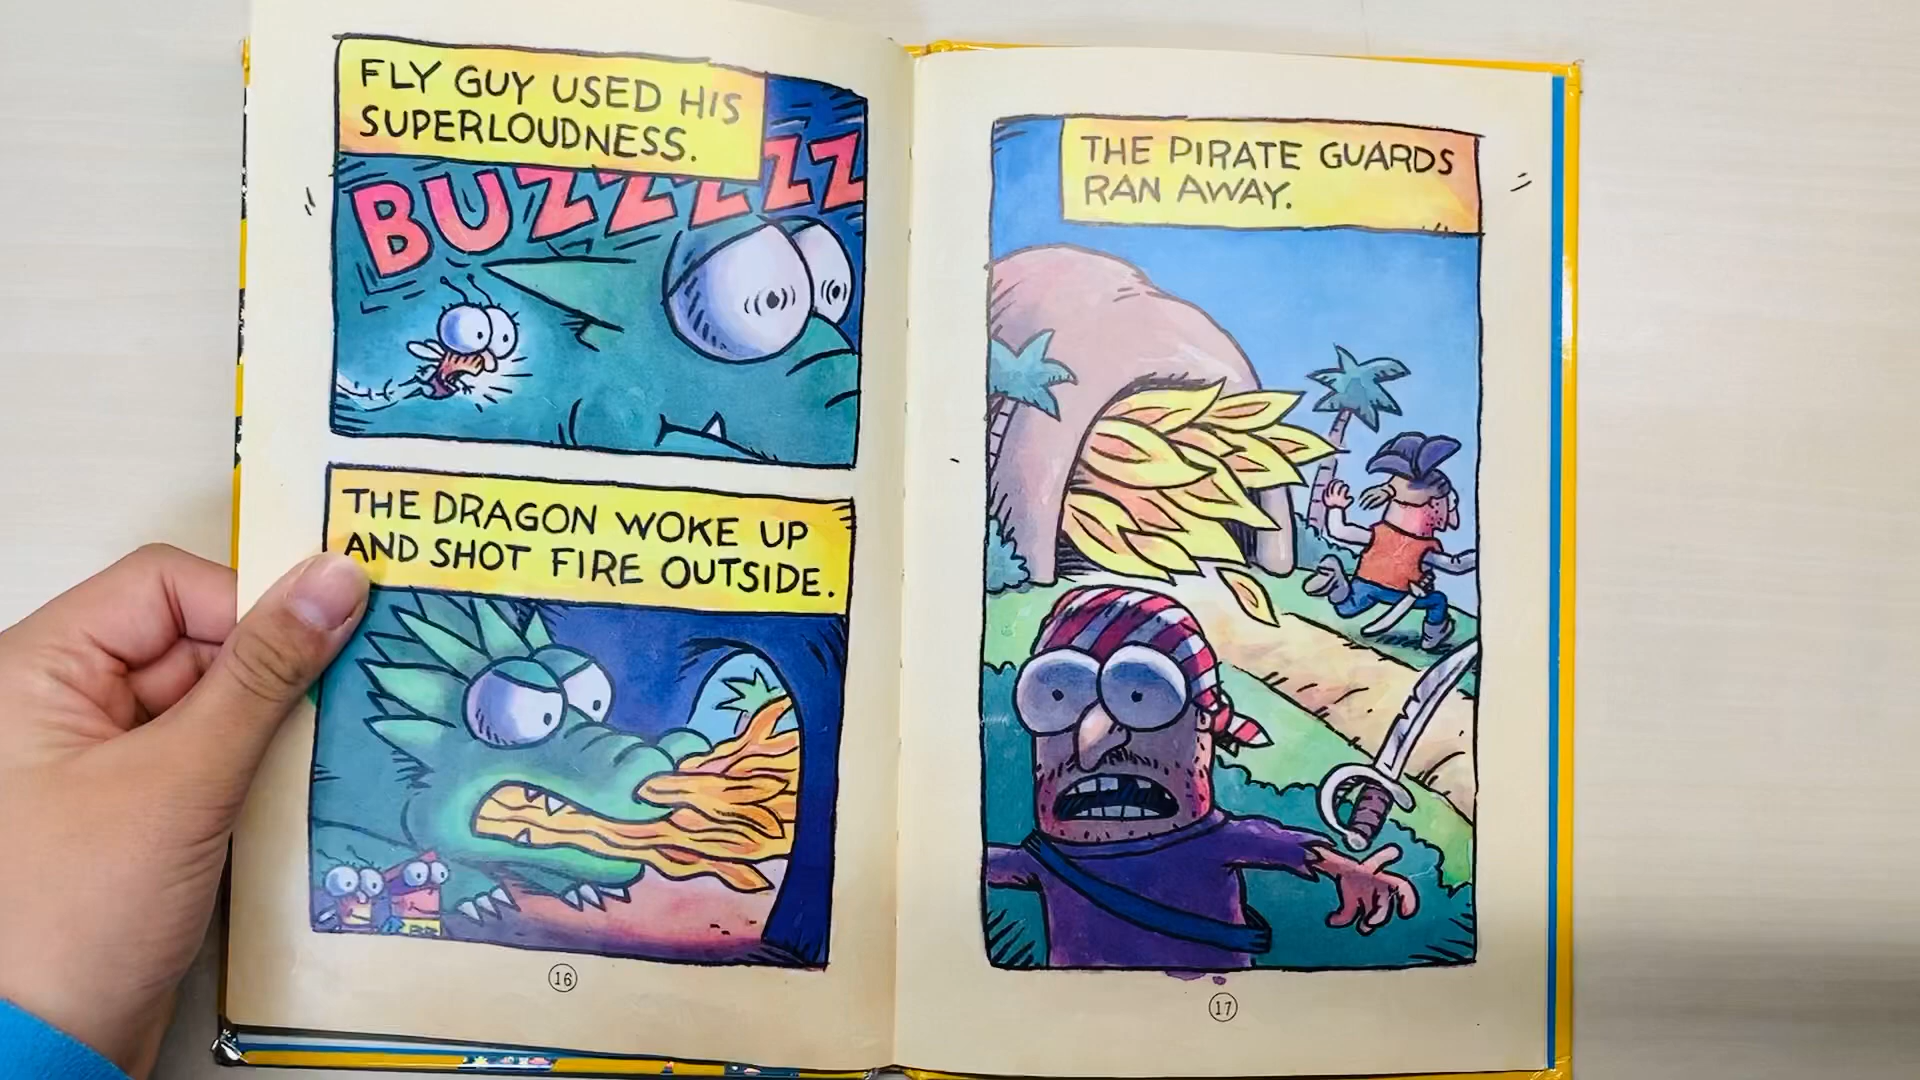 FLY GUY USED HIS
SUPERLOUDNESS.
BUZZZZZ
THE DRAGON WOKE UP
AND SHOT FIRE OUTSIDE.
16
THE PIRATE GUARDS
RAN AWAY.
17